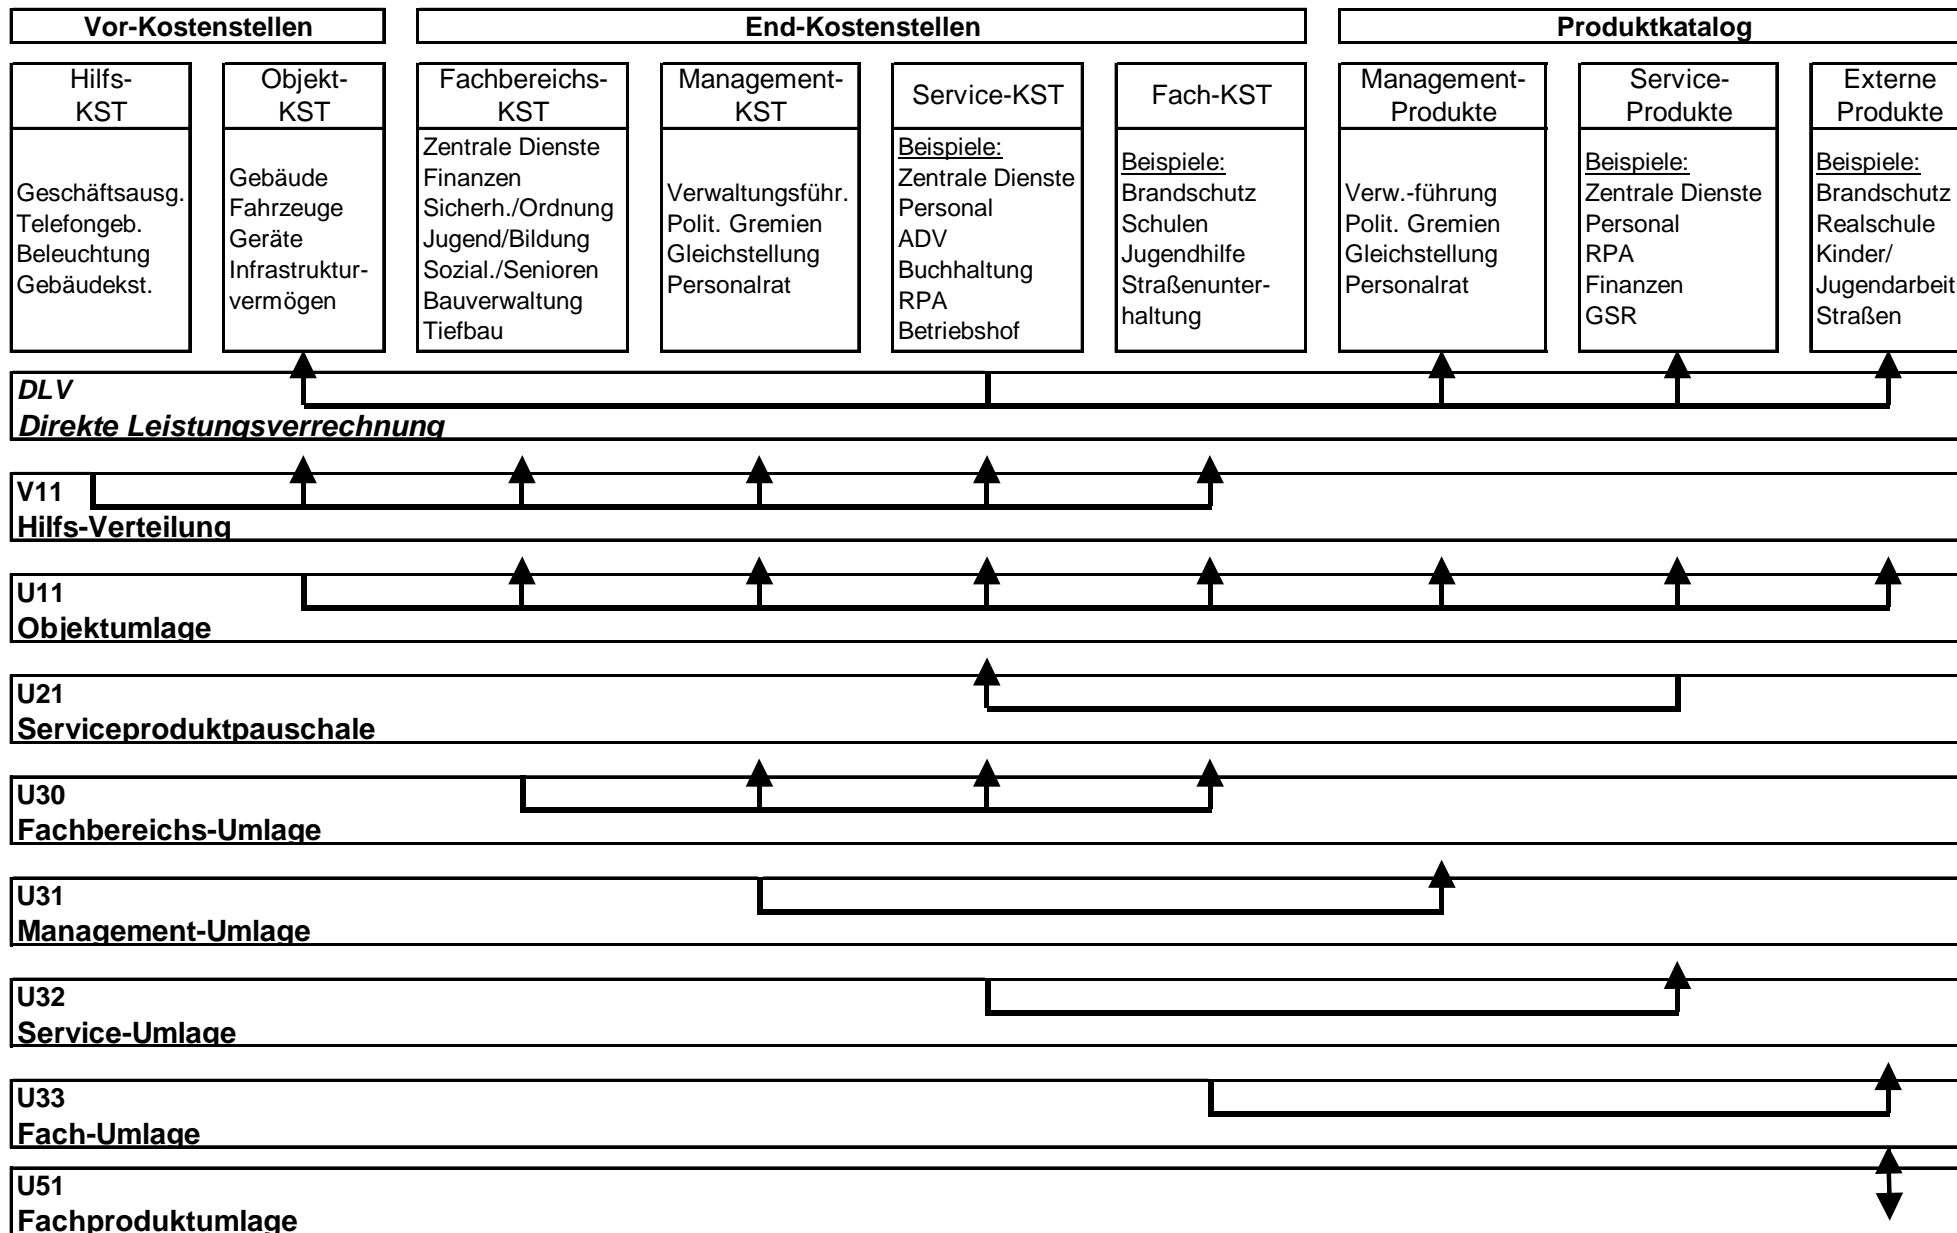 Vor-Kostenstellen
End-Kostenstellen
Produktkatalog
Hilfs-
KST
Geschäftsausg.
Telefongeb.
Beleuchtung
Gebäudekst.
Objekt-
KST
Gebäude
Fahrzeuge
Geräte
Infrastruktur-
vermögen
Fachbereichs-
KST
Zentrale Dienste
Finanzen
Sicherh./Ordnung
Jugend/Bildung
Sozial./Senioren
Bauverwaltung
Tiefbau
Management-
KST
Verwaltungsführ.
Polit. Gremien
Gleichstellung
Personalrat
Service-KST
Beispiele:
Zentrale Dienste
Personal
ADV
Buchhaltung
RPA
Betriebshof
Fach-KST
Beispiele:
Brandschutz
Schulen
Jugendhilfe
Straßenunter-
haltung
Management-
Produkte
Verw.-führung
Polit. Gremien
Gleichstellung
Personalrat
Service-
Produkte
Beispiele:
Zentrale Dienste
Personal
RPA
Finanzen
GSR
Externe
Produkte
Beispiele:
Brandschutz
Realschule
Kinder/
Jugendarbeit
Straßen
DLV
Direkte Leistungsverrechnung
V11
Hilfs-Verteilung
U11
Objektumlage
U21
Serviceproduktpauschale
U30
Fachbereichs-Umlage
U31
Management-Umlage
U32
Service-Umlage
U33
Fach-Umlage
U51
Fachproduktumlage